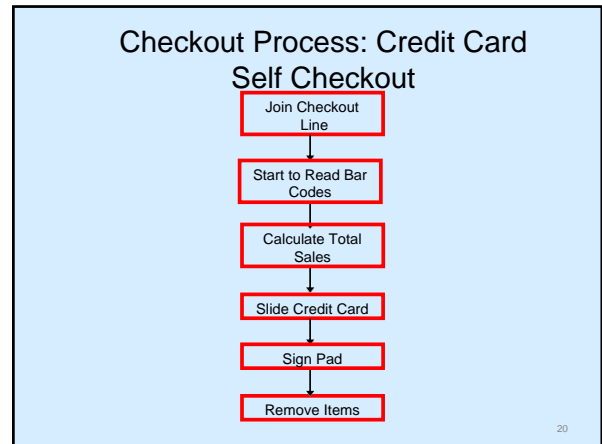 Checkout Process: Credit Card
Self Checkout
Join Checkout
Line
Start to Read Bar
Codes
Calculate Total
Sales
Slide Credit Card
Sign Pad
Remove Items
20